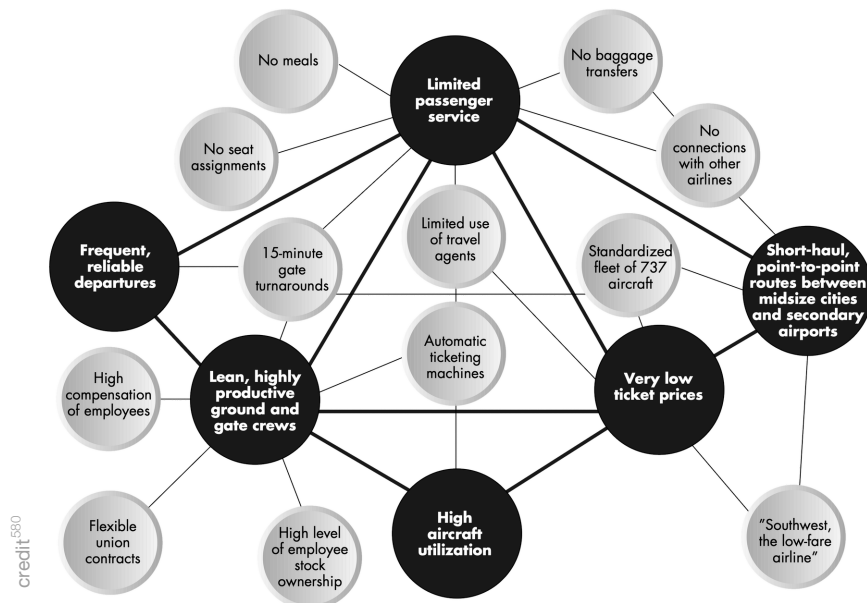 No meals
Limited
passenger
service
No baggage
transfers
No seat
assignments
No
connections
with other
airlines
Frequent,
reliable
departures
15-minute
gate
turnarounds
Limited use
of travel
agents
Standardized
fleet of 737
aircraft
Short-haul,
point-to-point
routes between
midsize cities
and secondary
airports
High
compensation
of employees
Lean, highly
productive
ground and
gate crews
Automatic
ticketing
machines
Very low
ticket prices
Flexible
union
contracts
High level
of employee
stock
ownership
High
aircraft
utilization
"Southwest,
the low-fare
airline"
credit580